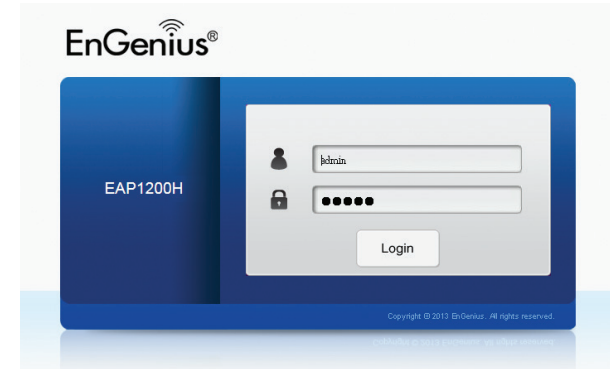 EnGenius®
admin
EAP1200H
●●●●●
Login
Copyright © 2013 EnGenius. All rights reserved.